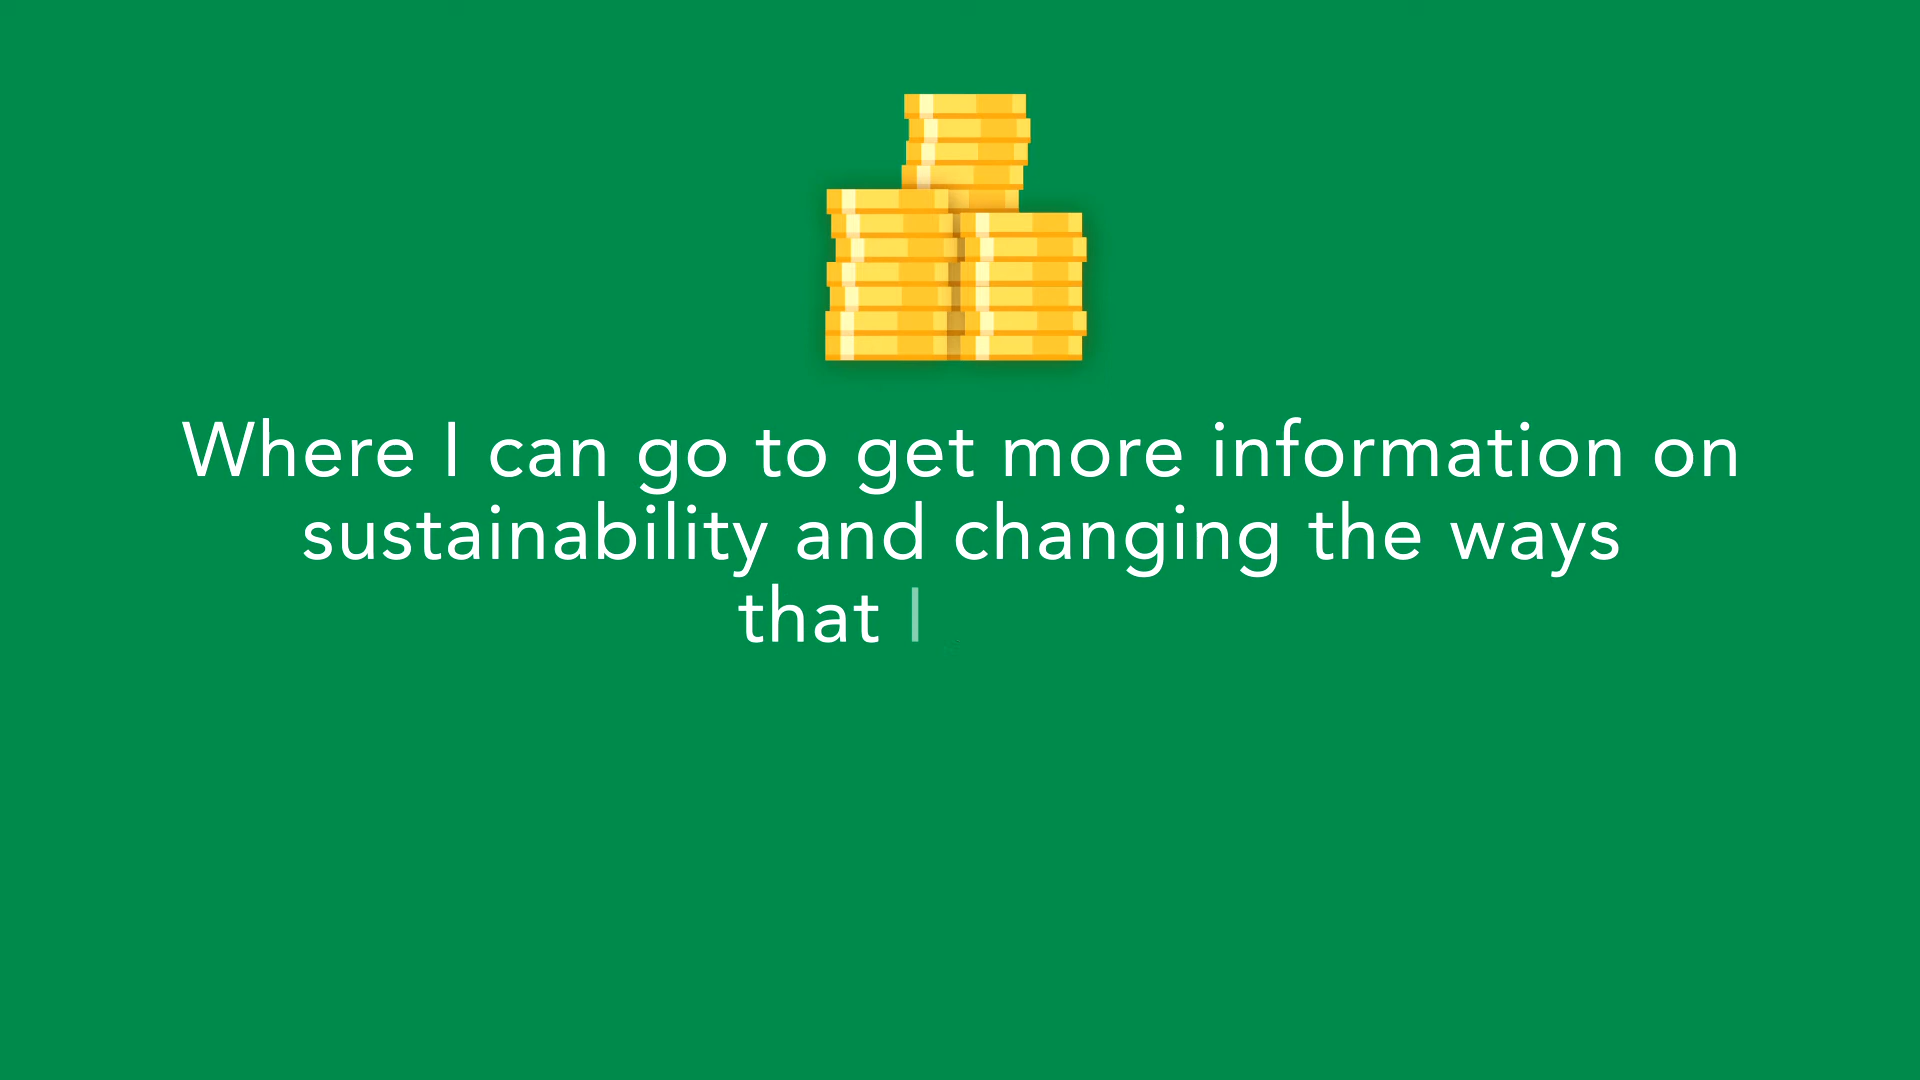 Where I can go to get more information on
sustainability and changing the ways
that I